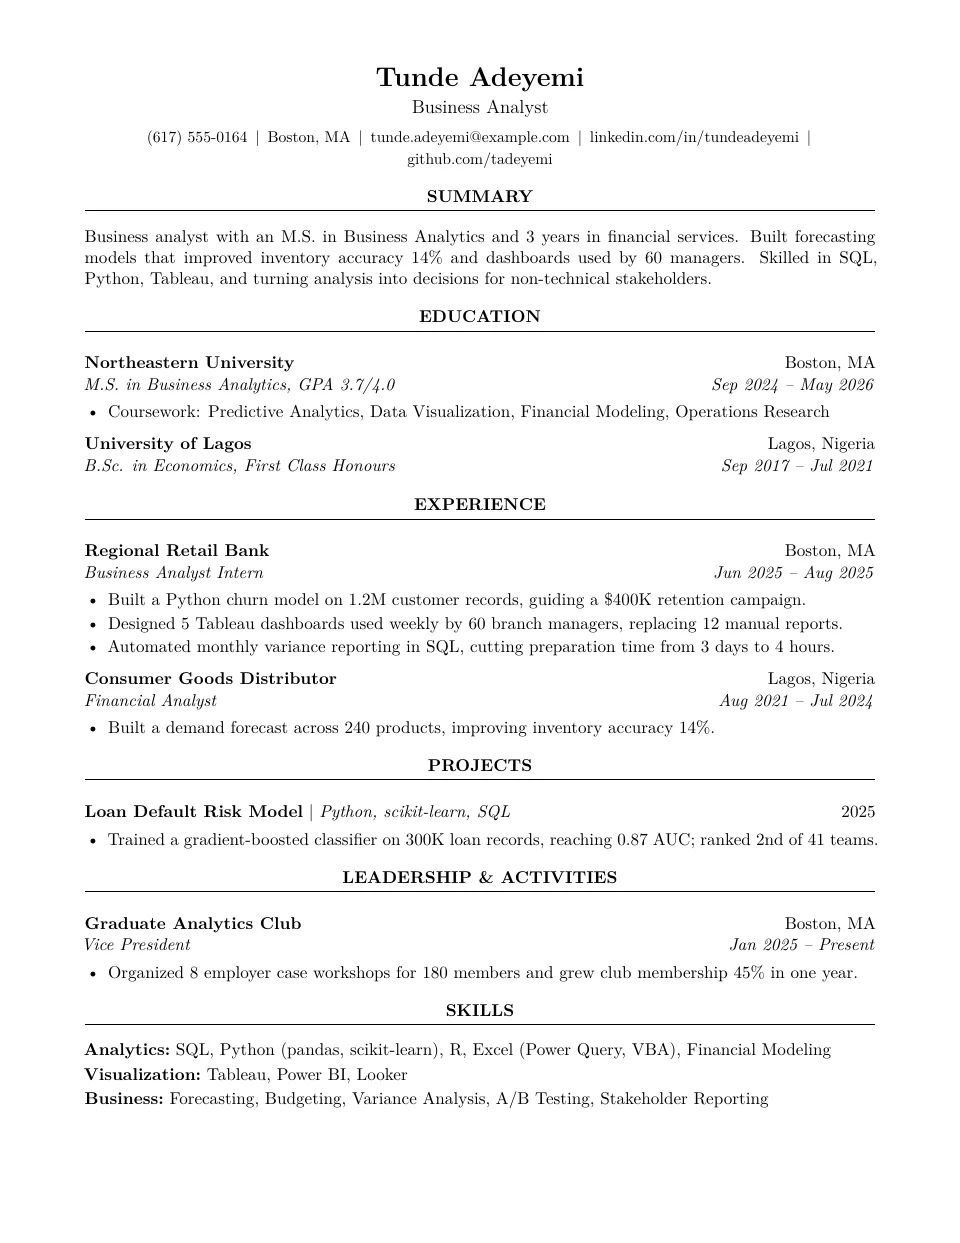 Tunde Adeyemi
Business Analyst
(617) 555-0164 | Boston, MA | tunde.adeyemi@example.com | linkedin.com/in/tundeadeyemi |
github.com/tadeyemi
SUMMARY
Business analyst with an M.S. in Business Analytics and 3 years in financial services. Built forecasting
models that improved inventory accuracy 14% and dashboards used by 60 managers. Skilled in SQL,
Python, Tableau, and turning analysis into decisions for non-technical stakeholders.
EDUCATION
Northeastern University Boston, MA
M.S. in Business Analytics, GPA 3.7/4.0 Sep 2024 – May 2026
• Coursework: Predictive Analytics, Data Visualization, Financial Modeling, Operations Research
University of Lagos Lagos, Nigeria
B.Sc. in Economics, First Class Honours Sep 2017 – Jul 2021
EXPERIENCE
Regional Retail Bank Boston, MA
Business Analyst Intern Jun 2025 – Aug 2025
• Built a Python churn model on 1.2M customer records, guiding a $400K retention campaign.
• Designed 5 Tableau dashboards used weekly by 60 branch managers, replacing 12 manual reports.
• Automated monthly variance reporting in SQL, cutting preparation time from 3 days to 4 hours.
Consumer Goods Distributor Lagos, Nigeria
Financial Analyst Aug 2021 – Jul 2024
• Built a demand forecast across 240 products, improving inventory accuracy 14%.
PROJECTS
Loan Default Risk Model | Python, scikit-learn, SQL 2025
• Trained a gradient-boosted classifier on 300K loan records, reaching 0.87 AUC; ranked 2nd of 41 teams.
LEADERSHIP & ACTIVITIES
Graduate Analytics Club Boston, MA
Vice President Jan 2025 – Present
• Organized 8 employer case workshops for 180 members and grew club membership 45% in one year.
SKILLS
Analytics: SQL, Python (pandas, scikit-learn), R, Excel (Power Query, VBA), Financial Modeling
Visualization: Tableau, Power BI, Looker
Business: Forecasting, Budgeting, Variance Analysis, A/B Testing, Stakeholder Reporting